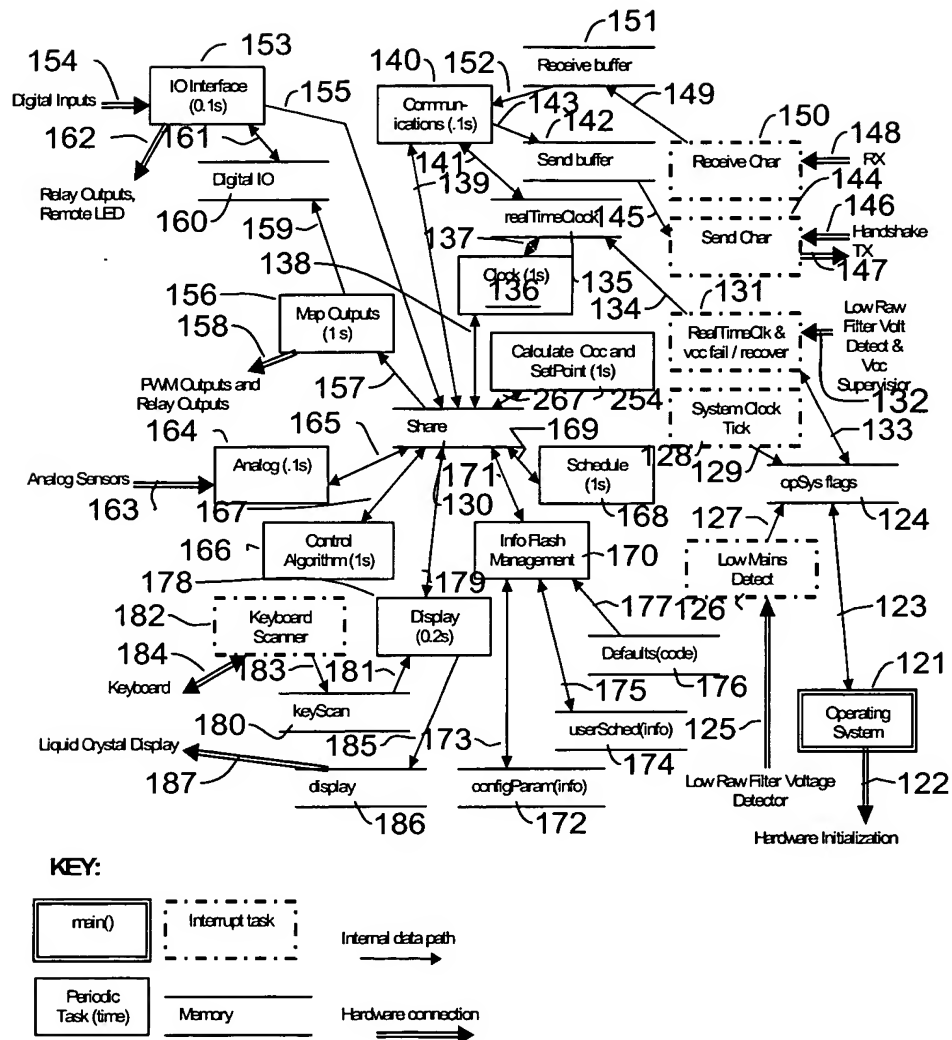 151
153
154
140
152
Receive buffer
IO Interface
(0.1s)
Digital Inputs
155
Commun-
ications (.1s)
143
142
149
150
162
161
Send buffer
Receive Char
148
RX
141
139
144
Relay Outputs,
Remote LED
Digital IO
160
realTimeClock
145
146
Send Char
Handshake
TX
147
159
137
138
Clock (1s)
136
135
134
131
156
158
Map Outputs
(1s)
RealTimeClk &
vcc fail / recover
Low Raw
Filter Volt
Detect &
Vcc
Supervisior
132
Calculate Occ and
SetPoint (1s)
PWM Outputs and
Relay Outputs
157
267
254
System Clock
Tick
133
164
165
Share
169
128
129
Analog (.1s)
171
Schedule
(1s)
Analog Sensors
163
167
130
168
opSys flags
124
127
166
Control
Algorithm (1s)
Info Flash
Management
170
Low Mains
Detect
126
178
179
177
123
182
Keyboard
Scanner
Display
(0.2s)
184
183
181
Defaults(code)
176
121
Keyboard
175
125
180
keyScan
185
173
userSched(info)
174
Operating
System
Liquid Crystal Display
187
display
186
configParam(info)
172
Low Raw Filter Voltage
Detector
122
Hardware Initialization
KEY:
main()
Interrupt task
Internal data path
Periodic
Task (time)
Memory
Hardware connection